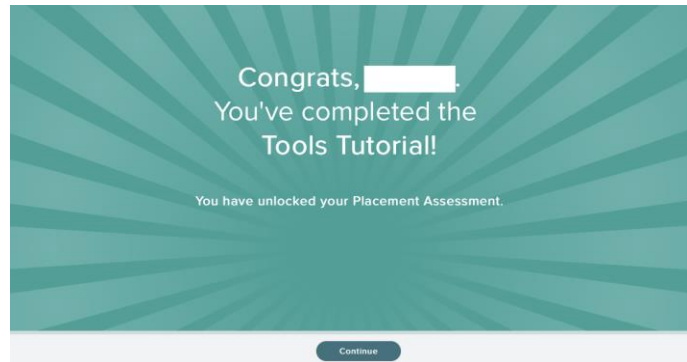 Congrats, .
You've completed the
Tools Tutorial!
You have unlocked your Placement Assessment.
Continue